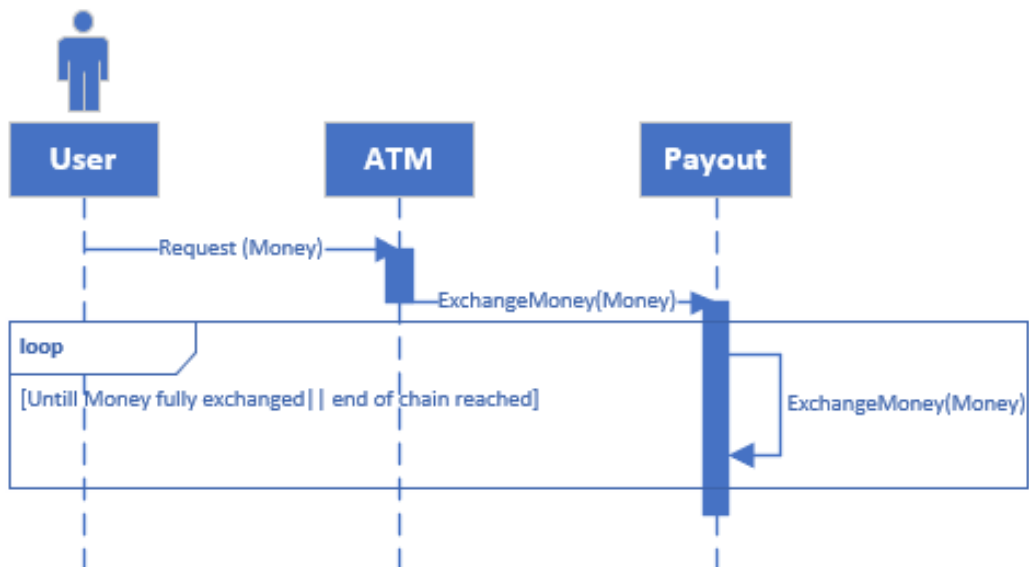 User
ATM
Payout
Request (Money)
ExchangeMoney(Money)
loop
[Untill Money fully exchanged|| end of chain reached]
ExchangeMoney(Money)